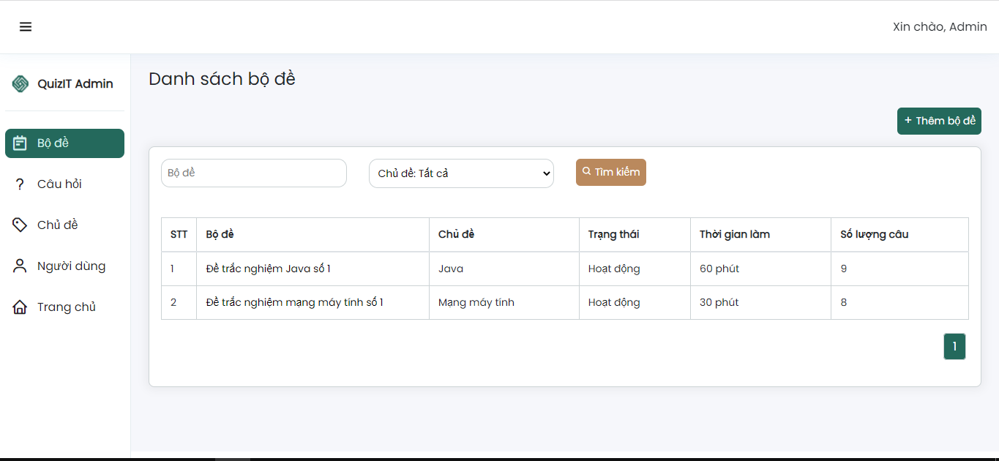 Xin chào, Admin
QuizIT Admin
Bộ đề
Câu hỏi
Chủ đề
Người dùng
Trang chủ
Danh sách bộ đề
+ Thêm bộ đề
Bộ đề
Chủ đề: Tất cả
Tìm kiếm
STT Bộ đề Chủ đề Trạng thái Thời gian làm Số lượng câu
1 Đề trắc nghiệm Java số 1 Java Hoạt động 60 phút 9
2 Đề trắc nghiệm mạng máy tính số 1 Mạng máy tính Hoạt động 30 phút 8
1